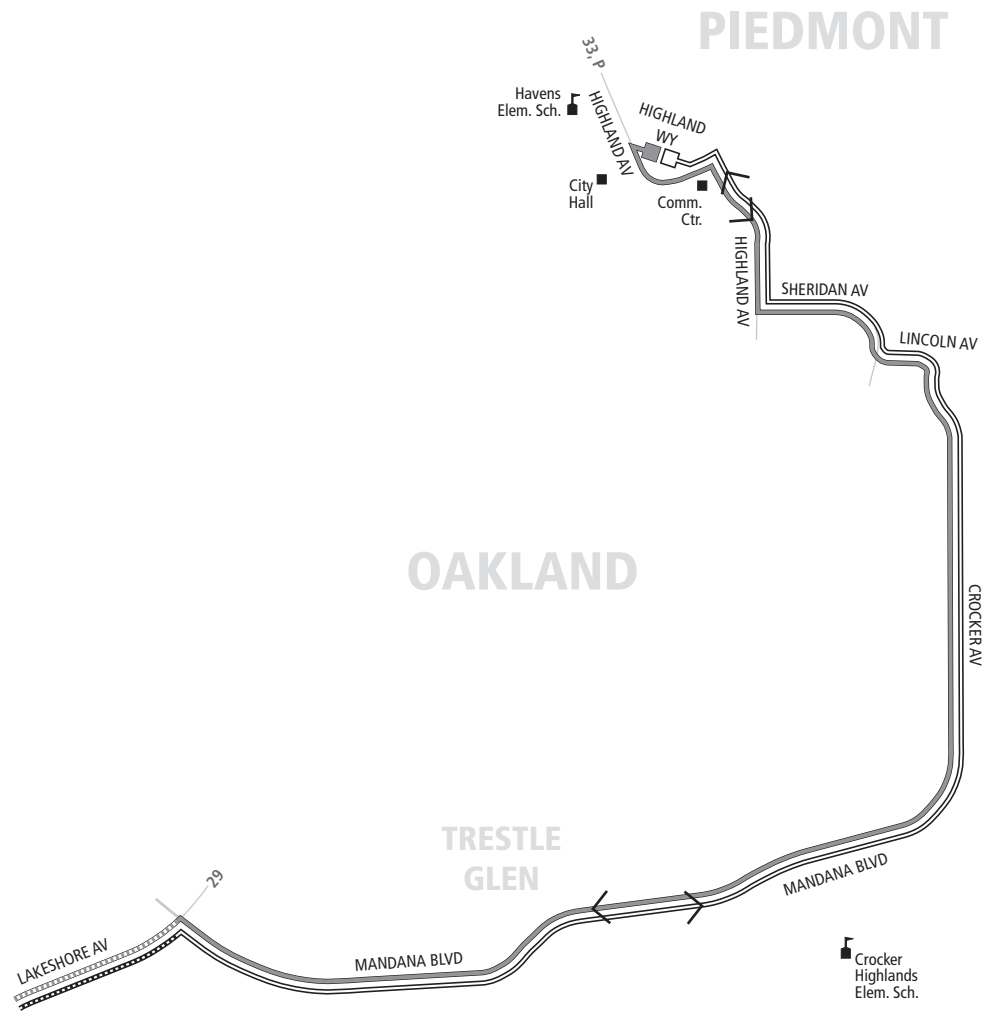 PIEDMONT
33, P
Havens
Elem. Sch.
HIGHLAND AV
HIGHLAND
WY
City
Hall
Comm.
Ctr.
HIGHLAND AV
SHERIDAN AV
LINCOLN AV
OAKLAND
CROCKER AV
TRESTLE
GLEN
29
MANDANA BLVD
LAKESHORE AV
MANDANA BLVD
Crocker
Highlands
Elem. Sch.